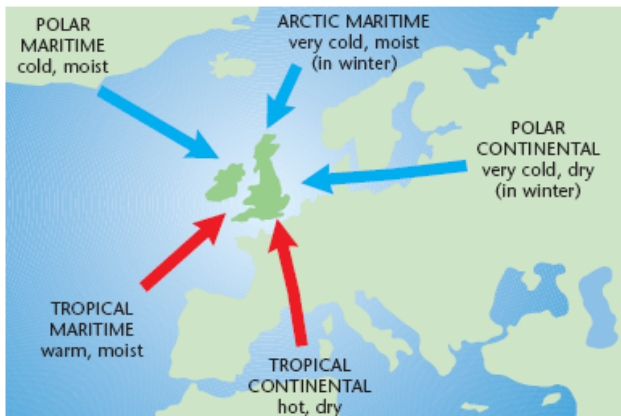 POLAR
MARITIME
cold, moist
ARCTIC MARITIME
very cold, moist
(in winter)
POLAR
CONTINENTAL
very cold, dry
(in winter)
TROPICAL
MARITIME
warm, moist
TROPICAL
CONTINENTAL
hot, dry